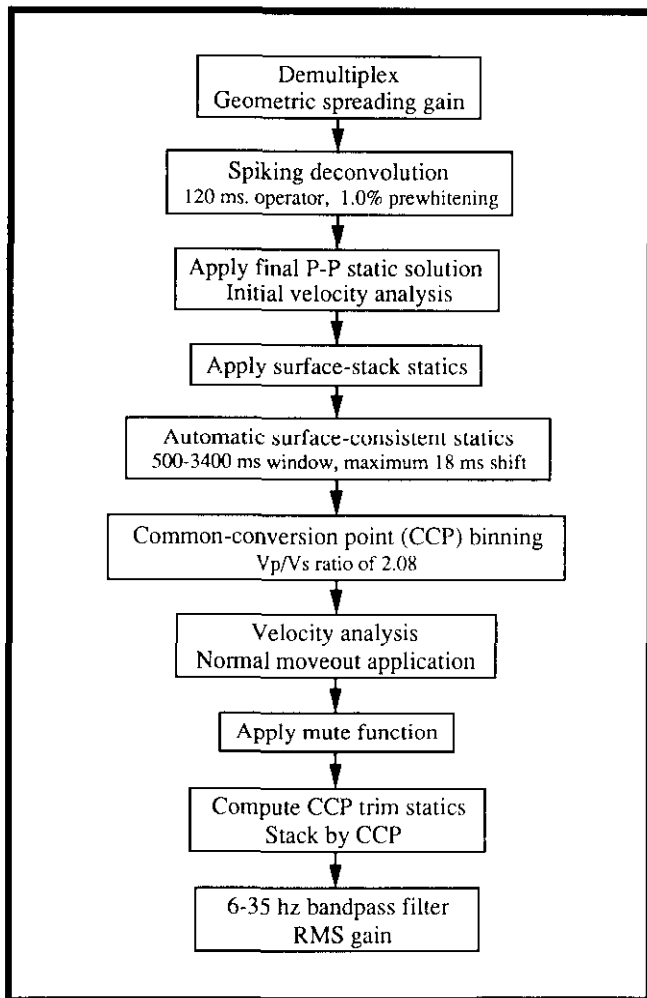 Demultiplex
Geometric spreading gain
Spiking deconvolution
120 ms. operator, 1.0% prewhitening
Apply final P-P static solution
Initial velocity analysis
Apply surface-stack statics
Automatic surface-consistent statics
500-3400 ms window, maximum 18 ms shift
Common-conversion point (CCP) binning
Vp/Vs ratio of 2.08
Velocity analysis
Normal moveout application
Apply mute function
Compute CCP trim statics
Stack by CCP
6-35 hz bandpass filter
RMS gain